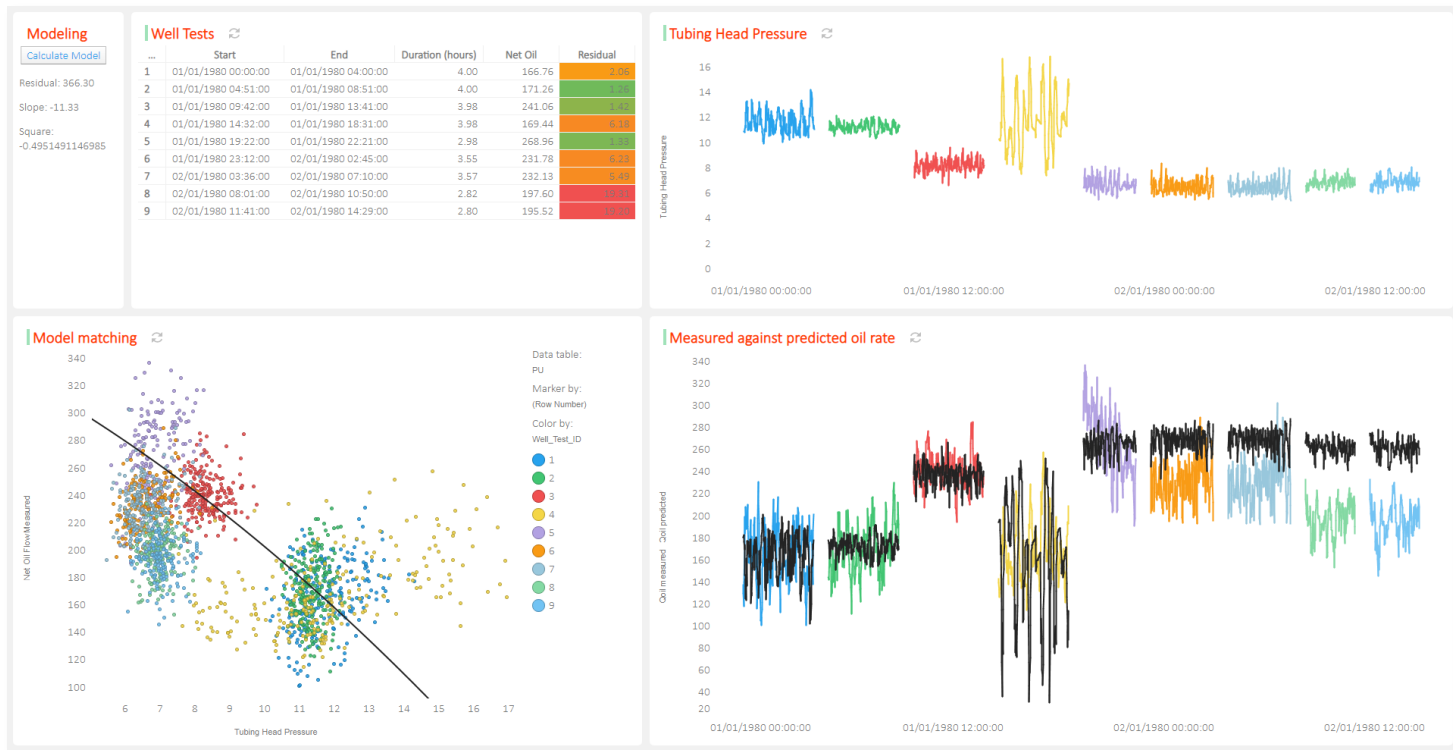 Modeling
Calculate Model
Residual: 366.30
Slope: -11.33
Square:
-0.4951491146985
Well Tests
... Start End Duration (hours) Net Oil Residual
1 01/01/1980 00:00:00 01/01/1980 04:00:00 4.00 166.76 2.06
2 01/01/1980 04:51:00 01/01/1980 08:51:00 4.00 171.26 1.26
3 01/01/1980 09:42:00 01/01/1980 13:41:00 3.98 241.06 1.42
4 01/01/1980 14:32:00 01/01/1980 18:31:00 3.98 169.44 6.18
5 01/01/1980 19:22:00 01/01/1980 22:21:00 2.98 268.96 1.33
6 01/01/1980 23:12:00 02/01/1980 02:45:00 3.55 231.78 6.23
7 02/01/1980 03:36:00 02/01/1980 07:10:00 3.57 232.13 5.49
8 02/01/1980 08:01:00 02/01/1980 10:50:00 2.82 197.60
9 02/01/1980 11:41:00 02/01/1980 14:29:00 2.80 195.52
Tubing Head Pressure
Tubing Head Pressure
16
14
12
10
8
6
4
2
0
01/01/1980 00:00:00 01/01/1980 12:00:00 02/01/1980 00:00:00 02/01/1980 12:00:00
Model matching
Net Oil Flow Measured
340
320
300
280
260
240
220
200
180
160
140
120
100
6 7 8 9 10 11 12 13 14 15 16 17
Tubing Head Pressure
Data table:
PU
Marker by:
(Row Number)
Color by:
Well_Test_ID
1
2
3
4
5
6
7
8
9
Measured against predicted oil rate
Qoil measured Qoil predicted
340
320
300
280
260
240
220
200
180
160
140
120
100
80
60
40
20
01/01/1980 00:00:00 01/01/1980 12:00:00 02/01/1980 00:00:00 02/01/1980 12:00:00